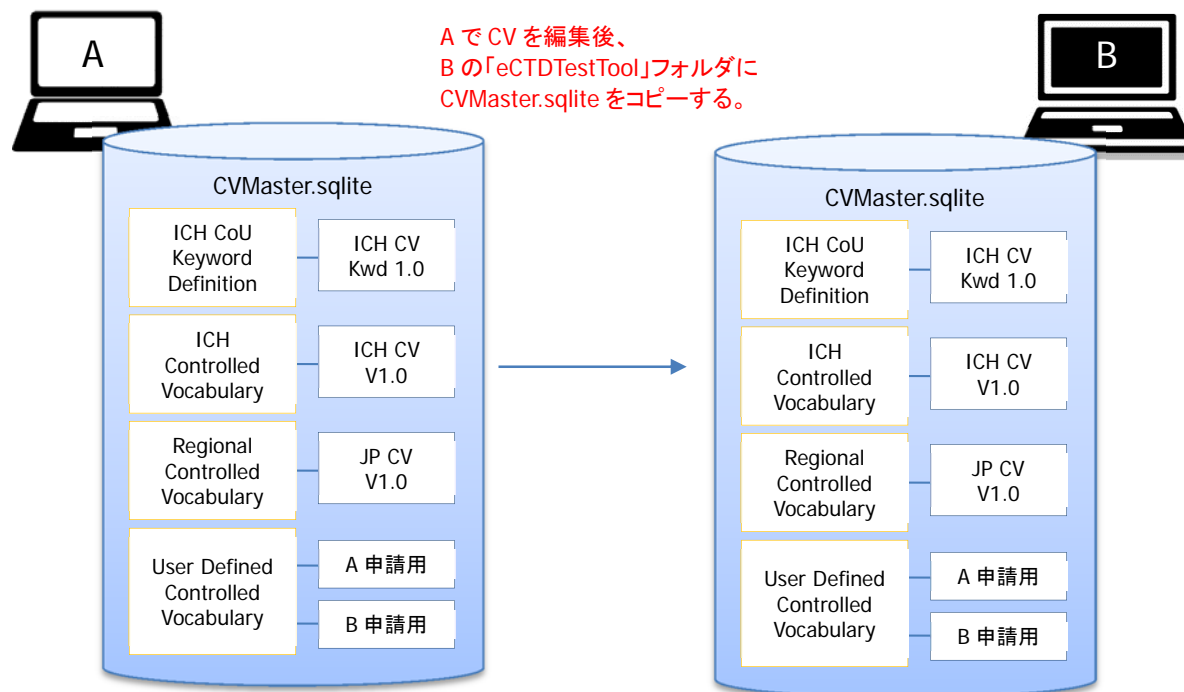 A
A で CV を編集後、
B の「eCTDTestTool」フォルダに
CVMaster.sqlite をコピーする。
B
CVMaster.sqlite
ICH CoU
Keyword
Definition
ICH CV
Kwd 1.0
ICH
Controlled
Vocabulary
ICH CV
V1.0
Regional
Controlled
Vocabulary
JP CV
V1.0
User Defined
Controlled
Vocabulary
A 申請用
B 申請用
CVMaster.sqlite
ICH CoU
Keyword
Definition
ICH CV
Kwd 1.0
ICH
Controlled
Vocabulary
ICH CV
V1.0
Regional
Controlled
Vocabulary
JP CV
V1.0
User Defined
Controlled
Vocabulary
A 申請用
B 申請用